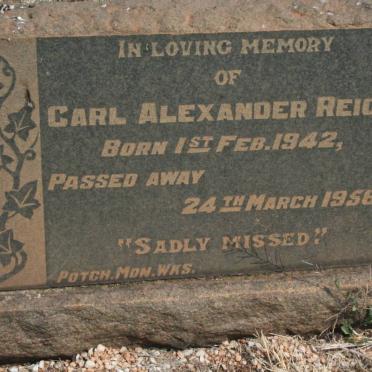 IN LOVING MEMORY
OF
CARL ALEXANDER
BORN 1ST FEB. 1942,
PASSED AWAY
24TH MARCH 1956
"SADLY MISSED."
POTCH. MON. WKS.